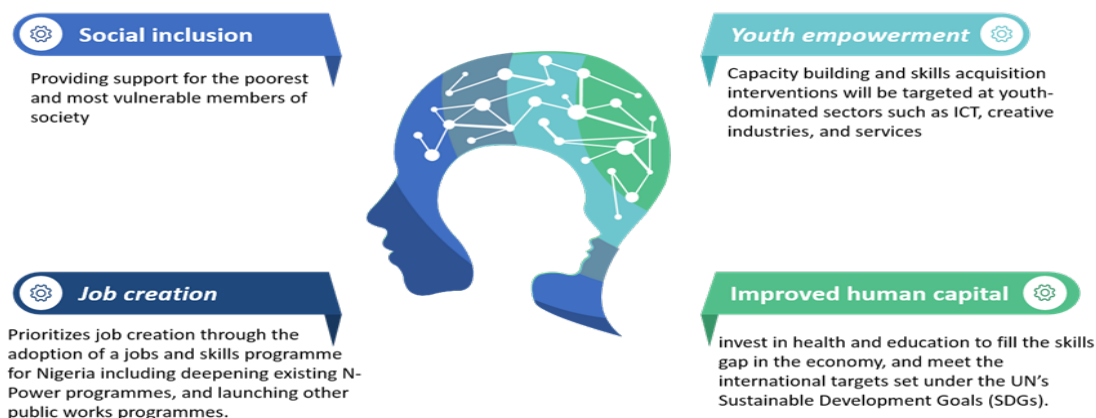 Social inclusion
Providing support for the poorest
and most vulnerable members of
society
Youth empowerment
Capacity building and skills acquisition
interventions will be targeted at youth-
dominated sectors such as ICT, creative
industries, and services
Job creation
Prioritizes job creation through the
adoption of a jobs and skills programme
for Nigeria including deepening existing N-
Power programmes, and launching other
public works programmes.
Improved human capital
invest in health and education to fill the skills
gap in the economy, and meet the
international targets set under the UN’s
Sustainable Development Goals (SDGs).